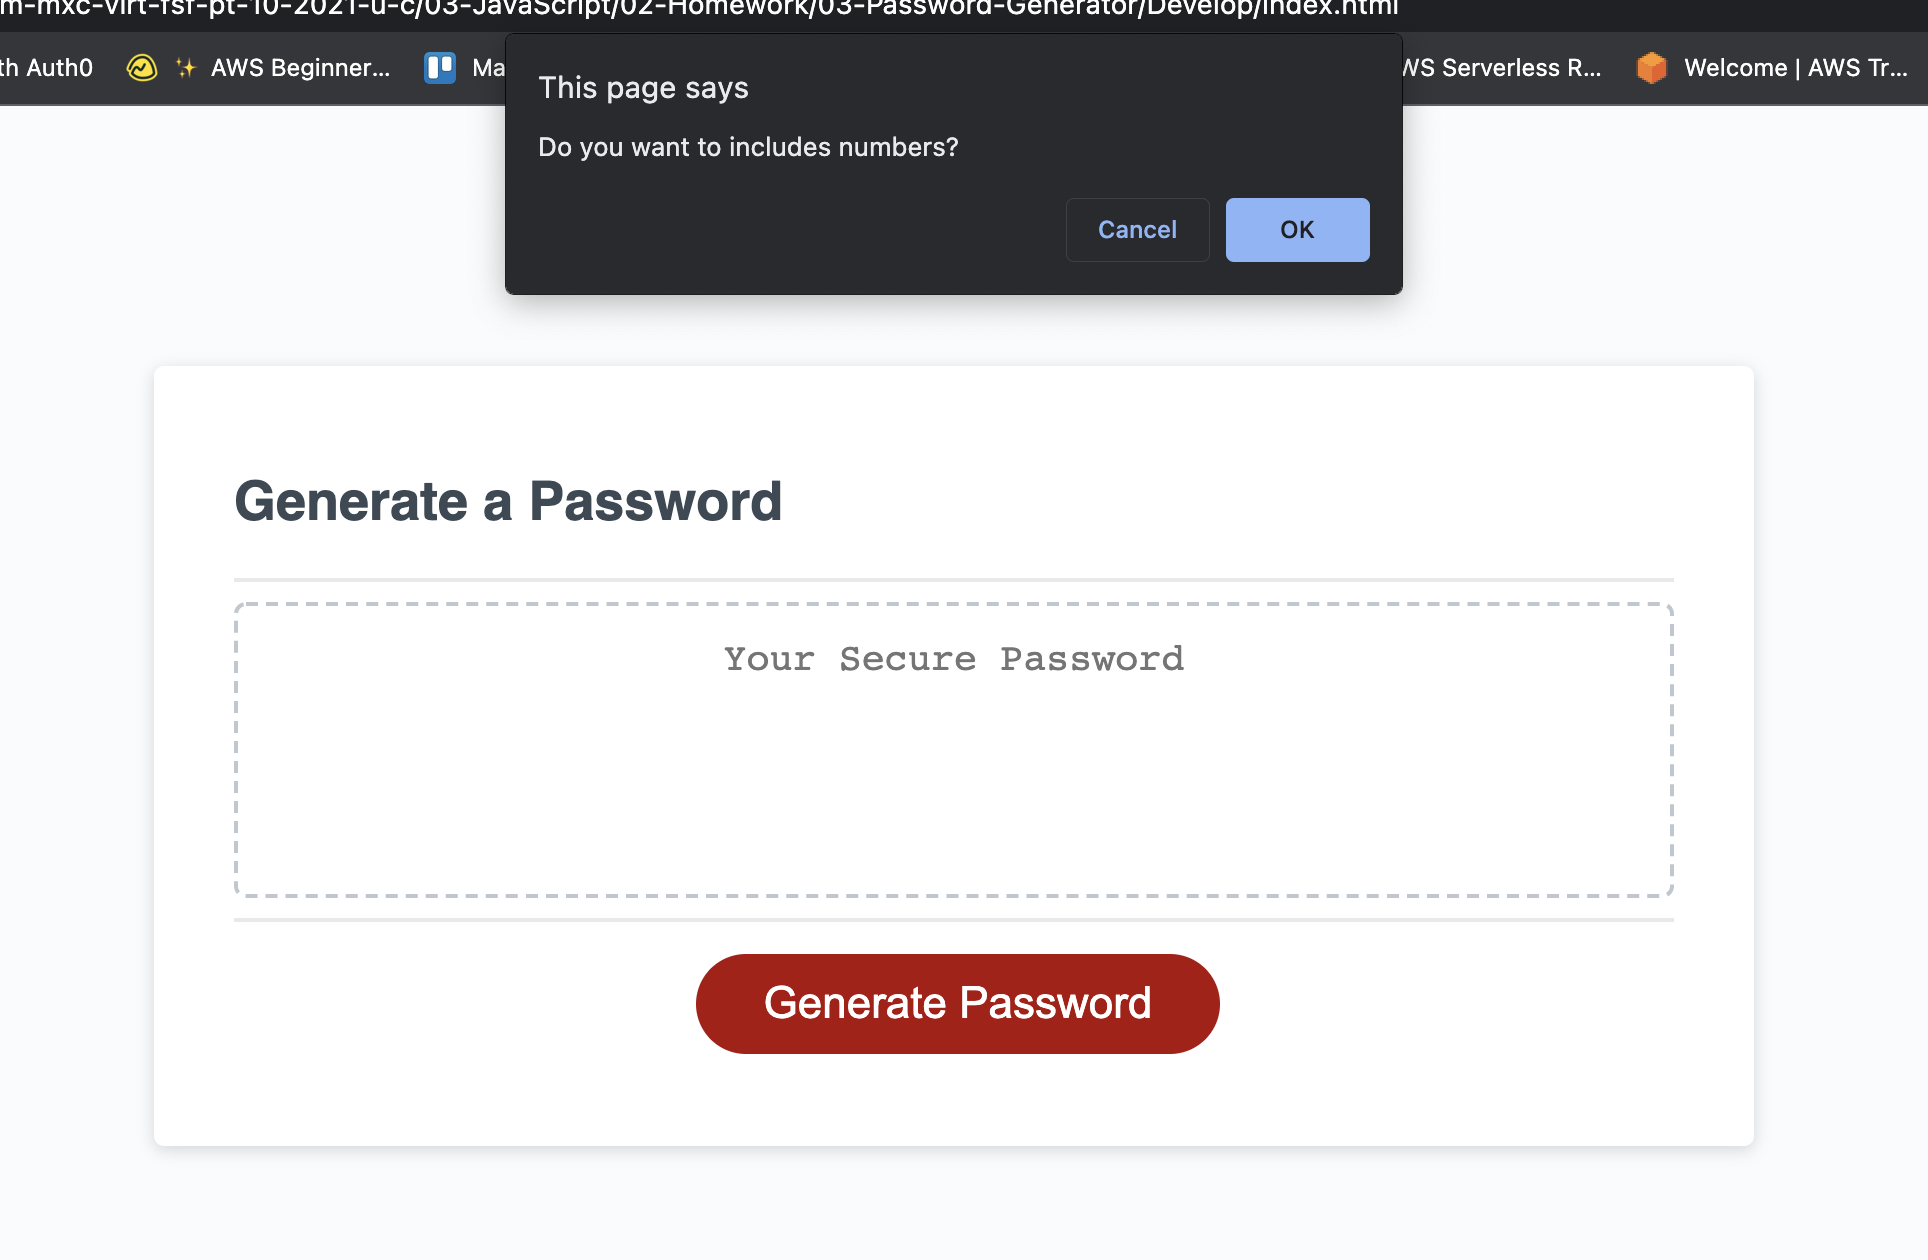 m-mxc-virt-fsf-pt-10-2021-u-c/03-JavaScript/02-Homework/03-Password-Generator/Develop/index.html
th Auth0 AWS Beginner... Ma WS Serverless R... Welcome | AWS Tr...
This page says
Do you want to includes numbers?
Cancel OK
Generate a Password
Your Secure Password
Generate Password